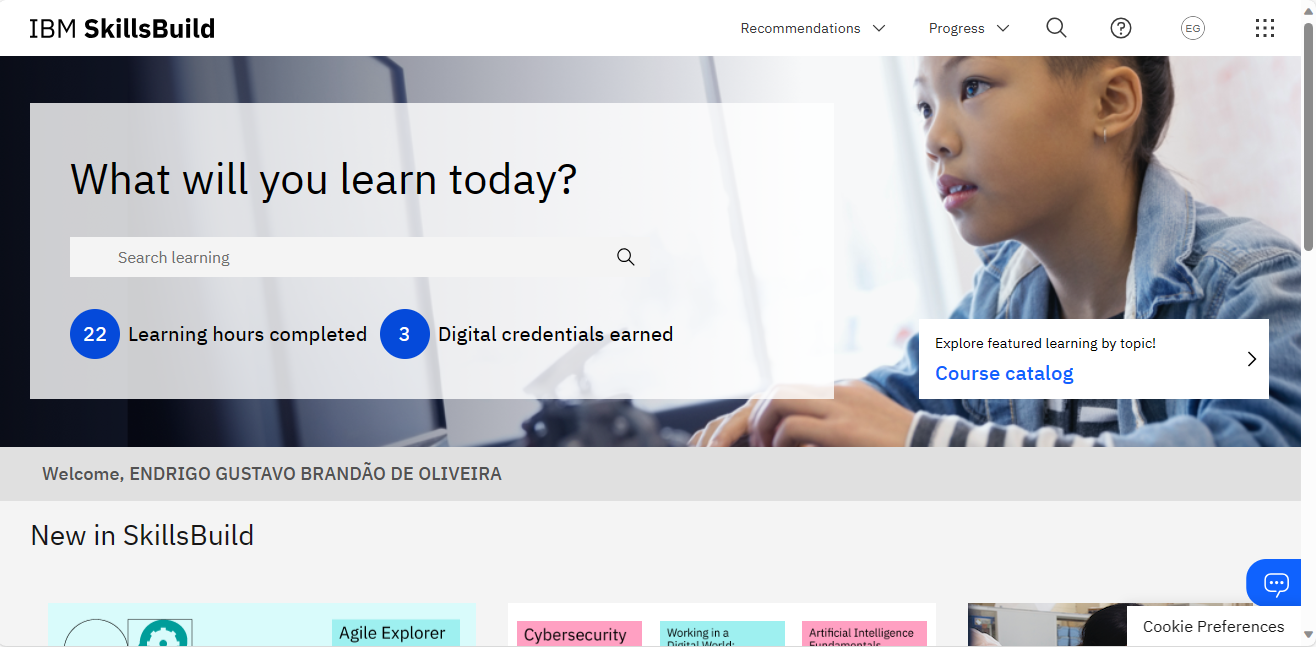 IBM SkillsBuild
Recommendations
Progress
EG
What will you learn today?
Search learning
22 Learning hours completed
3 Digital credentials earned
Explore featured learning by topic!
Course catalog
Welcome, ENDRIGO GUSTAVO BRANDÃO DE OLIVEIRA
New in SkillsBuild
Agile Explorer
Cybersecurity
Working in a
Digital World:
Artificial Intelligence
Fundamentals
Cookie Preferences